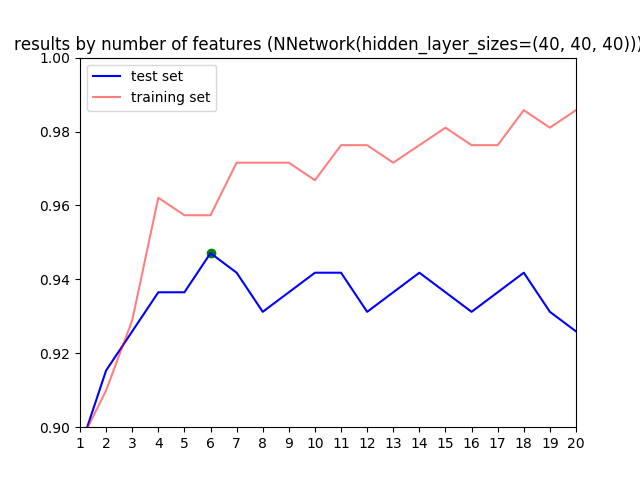 results by number of features (NNetwork(hidden_layer_sizes=(40, 40, 40)))
1.00
0.98
0.96
0.94
0.92
0.90
test set
training set
1 2 3 4 5 6 7 8 9 10 11 12 13 14 15 16 17 18 19 20